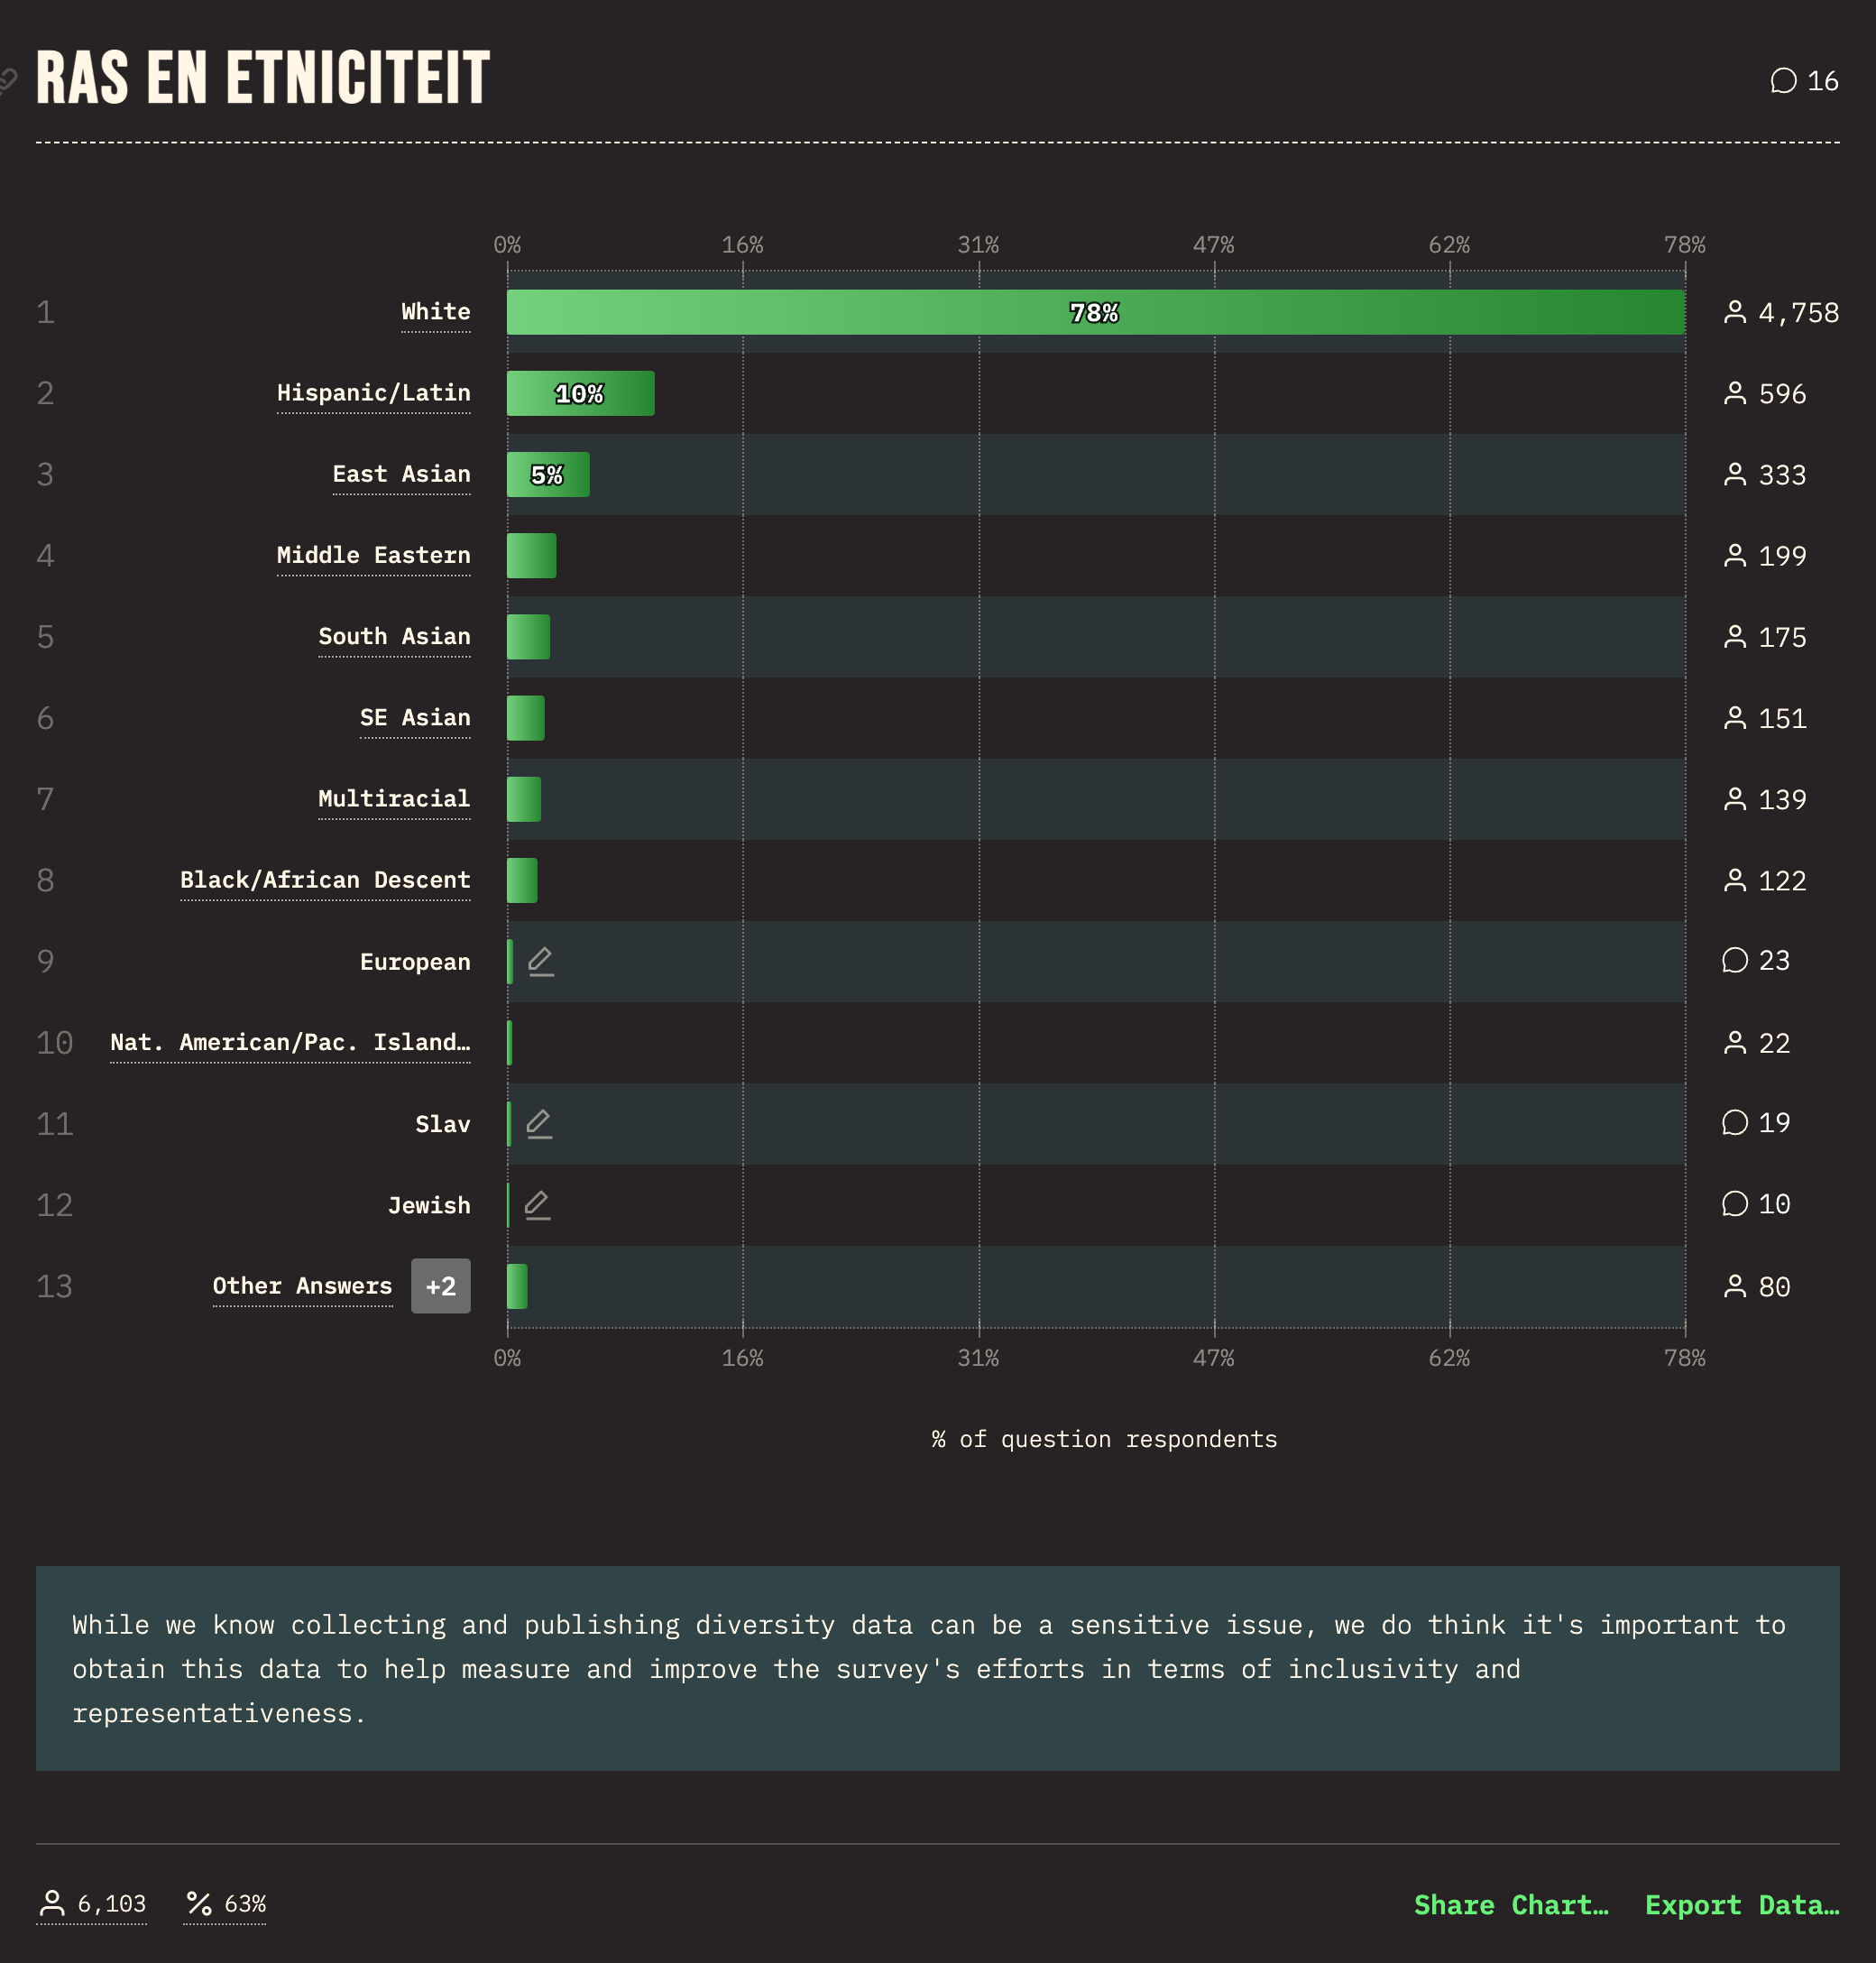 RAS EN ETNICITEIT
16
0% 16% 31% 47% 62% 78%
1 White 78% 4,758
2 Hispanic/Latin 10% 596
3 East Asian 5% 333
4 Middle Eastern 199
5 South Asian 175
6 SE Asian 151
7 Multiracial 139
8 Black/African Descent 122
9 European 23
10 Nat. American/Pac. Island… 22
11 Slav 19
12 Jewish 10
13 Other Answers +2 80
0% 16% 31% 47% 62% 78%
% of question respondents
While we know collecting and publishing diversity data can be a sensitive issue, we do think it's important to
obtain this data to help measure and improve the survey's efforts in terms of inclusivity and
representativeness.
6,103 % 63% Share Chart… Export Data…